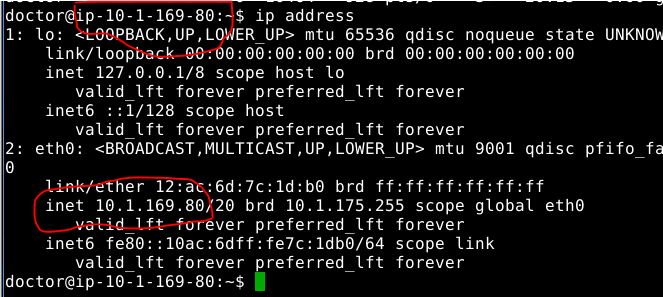 doctor@ip-10-1-169-80:~$ ip address
1: lo: <LOOPBACK,UP,LOWER_UP> mtu 65536 qdisc noqueue state UNKNOW
link/loopback 00:00:00:00:00:00 brd 00:00:00:00:00:00
inet 127.0.0.1/8 scope host lo
valid_lft forever preferred_lft forever
inet6 ::1/128 scope host
valid_lft forever preferred_lft forever
2: eth0: <BROADCAST,MULTICAST,UP,LOWER_UP> mtu 9001 qdisc pfifo_fa
0
link/ether 12:ac:6d:7c:1d:b0 brd ff:ff:ff:ff:ff:ff
inet 10.1.169.80/20 brd 10.1.175.255 scope global eth0
valid_lft forever preferred_lft forever
inet6 fe80::10ac:6dff:fe7c:1db0/64 scope link
valid_lft forever preferred_lft forever
doctor@ip-10-1-169-80:~$